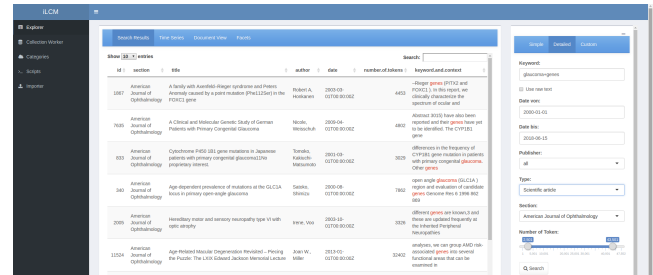 iLCM
Explorer
Collection Worker
Categories
Scripts
Importer
Search Results
Time Series
Document View
Facets
Show 10 entries
Search:
id
section
title
author
date
number.of.tokens
keyword.and.context
1887
American Journal of Ophthalmology
A family with Axenfeld–Rieger syndrome and Peters Anomaly caused by a point mutation (Phe112Ser) in the FOXC1 gene
Robert A, Honkanen
2003-03-01T00:00:00Z
4453
–Rieger genes (PITX2 and FOXC1 ). In this report, we clinically characterize the spectrum of ocular and
7635
American Journal of Ophthalmology
A Clinical and Molecular Genetic Study of German Patients with Primary Congenital Glaucoma
Nicole, Weisschuh
2009-04-01T00:00:00Z
4802
Abstract 3015) have also been reported and their genes have yet to be identified. The CYP1B1 gene
833
American Journal of Ophthalmology
Cytochrome P450 1B1 gene mutations in Japanese patients with primary congenital glaucoma11No proprietary interest.
Tomoko, Kakiuchi-Matsumoto
2001-03-01T00:00:00Z
3825
differences in the frequency of CYP1B1 gene mutation in patients with primary congenital glaucoma. Other genes
340
American Journal of Ophthalmology
Age-dependent prevalence of mutations at the GLC1A locus in primary open-angle glaucoma
Satoko, Shimizu
2000-08-01T00:00:00Z
7862
open angle glaucoma (GLC1A ) region and evaluation of candidate genes Genome Res 6 1996 862 869
2005
American Journal of Ophthalmology
Hereditary motor and sensory neuropathy type VI with optic atrophy
Irene, Voo
2003-10-01T00:00:00Z
3328
different genes are known,3 and these are updated frequently at the Inherited Peripheral Neuropathies
11524
American Journal of Ophthalmology
Age-Related Macular Degeneration Revisited – Piecing the Puzzle: The LXIX Edward Jackson Memorial Lecture
Joan W., Miller
2013-01-01T00:00:00Z
32402
analyses, we can group AMD risk-associated genes into several functional areas that can be examined in
Simple
Detailed
Custom
Keyword:
glaucoma+genes
Use raw text
Date von:
2000-01-01
Date bis:
2018-06-15
Publisher:
all
Type:
Scientific article
Section:
American Journal of Ophthalmology
Number of Token:
Search